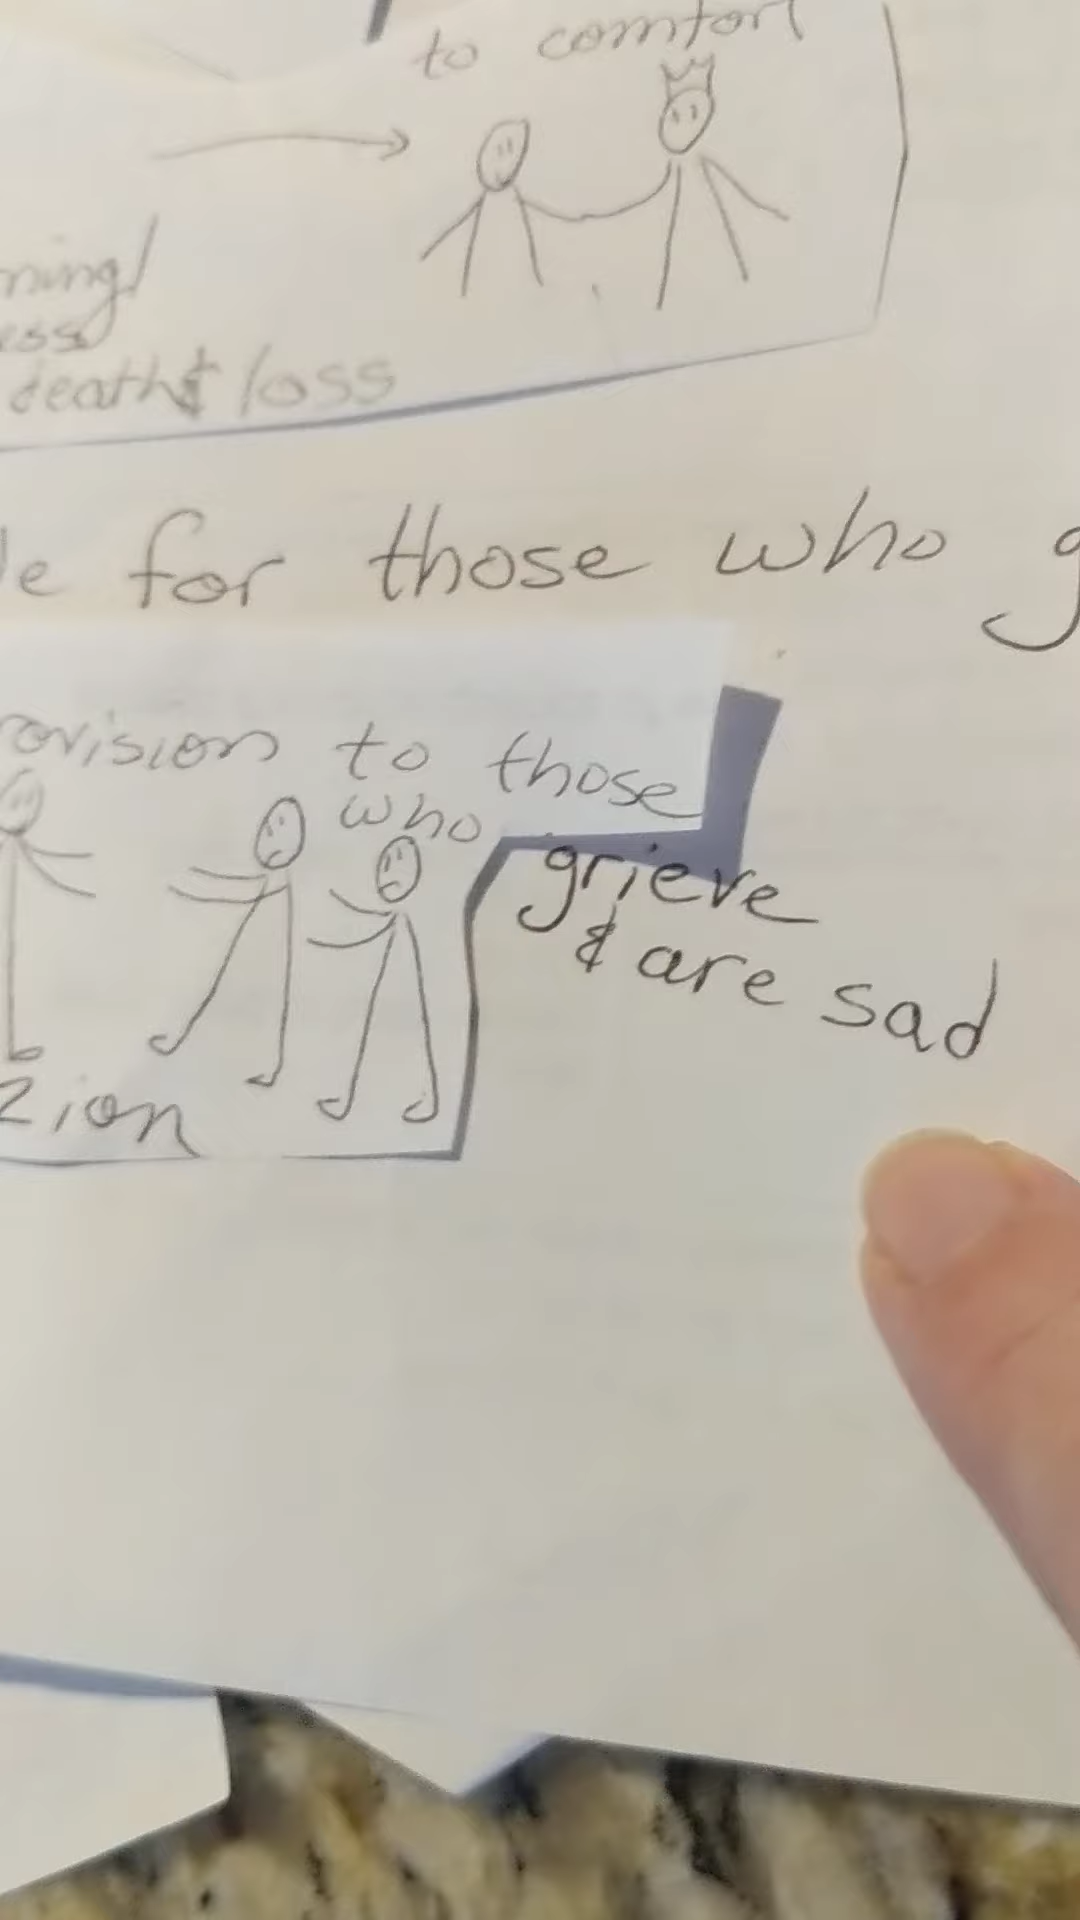 to comfort
death & loss
for those who
to those
who
grieve
& are sad
Zion